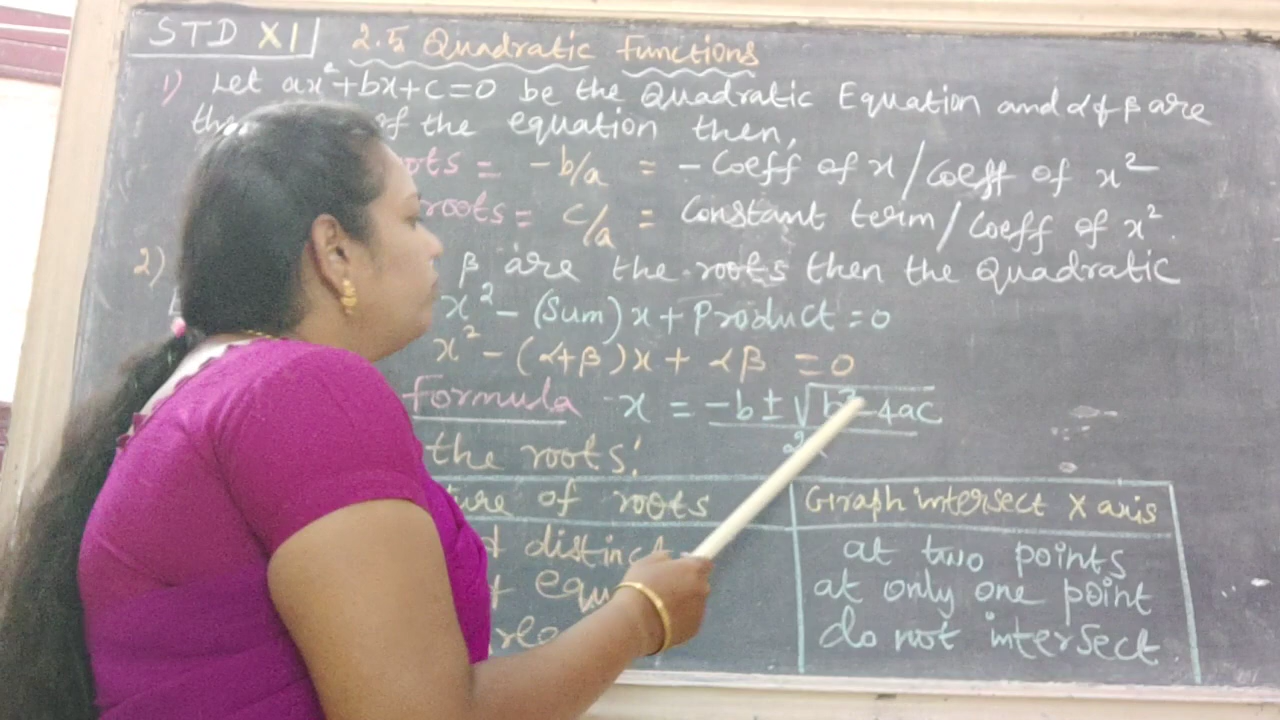 STD XI
2.5 Quadratic Functions
1) Let ax²+bx+c=0 be the Quadratic Equation and α & β are
the of the equation then,
roots = -b/a = - Coeff of x / Coeff of x²
roots = c/a = Constant term / Coeff of x².
2) β are the roots then the Quadratic
x² - (Sum)x + Product = 0
x² - (α+β)x + αβ = 0
formula x = -b ± √b²-4ac
2a
the roots:
of roots Graph intersect X axis
distinct at two points
at only one point
do not intersect.